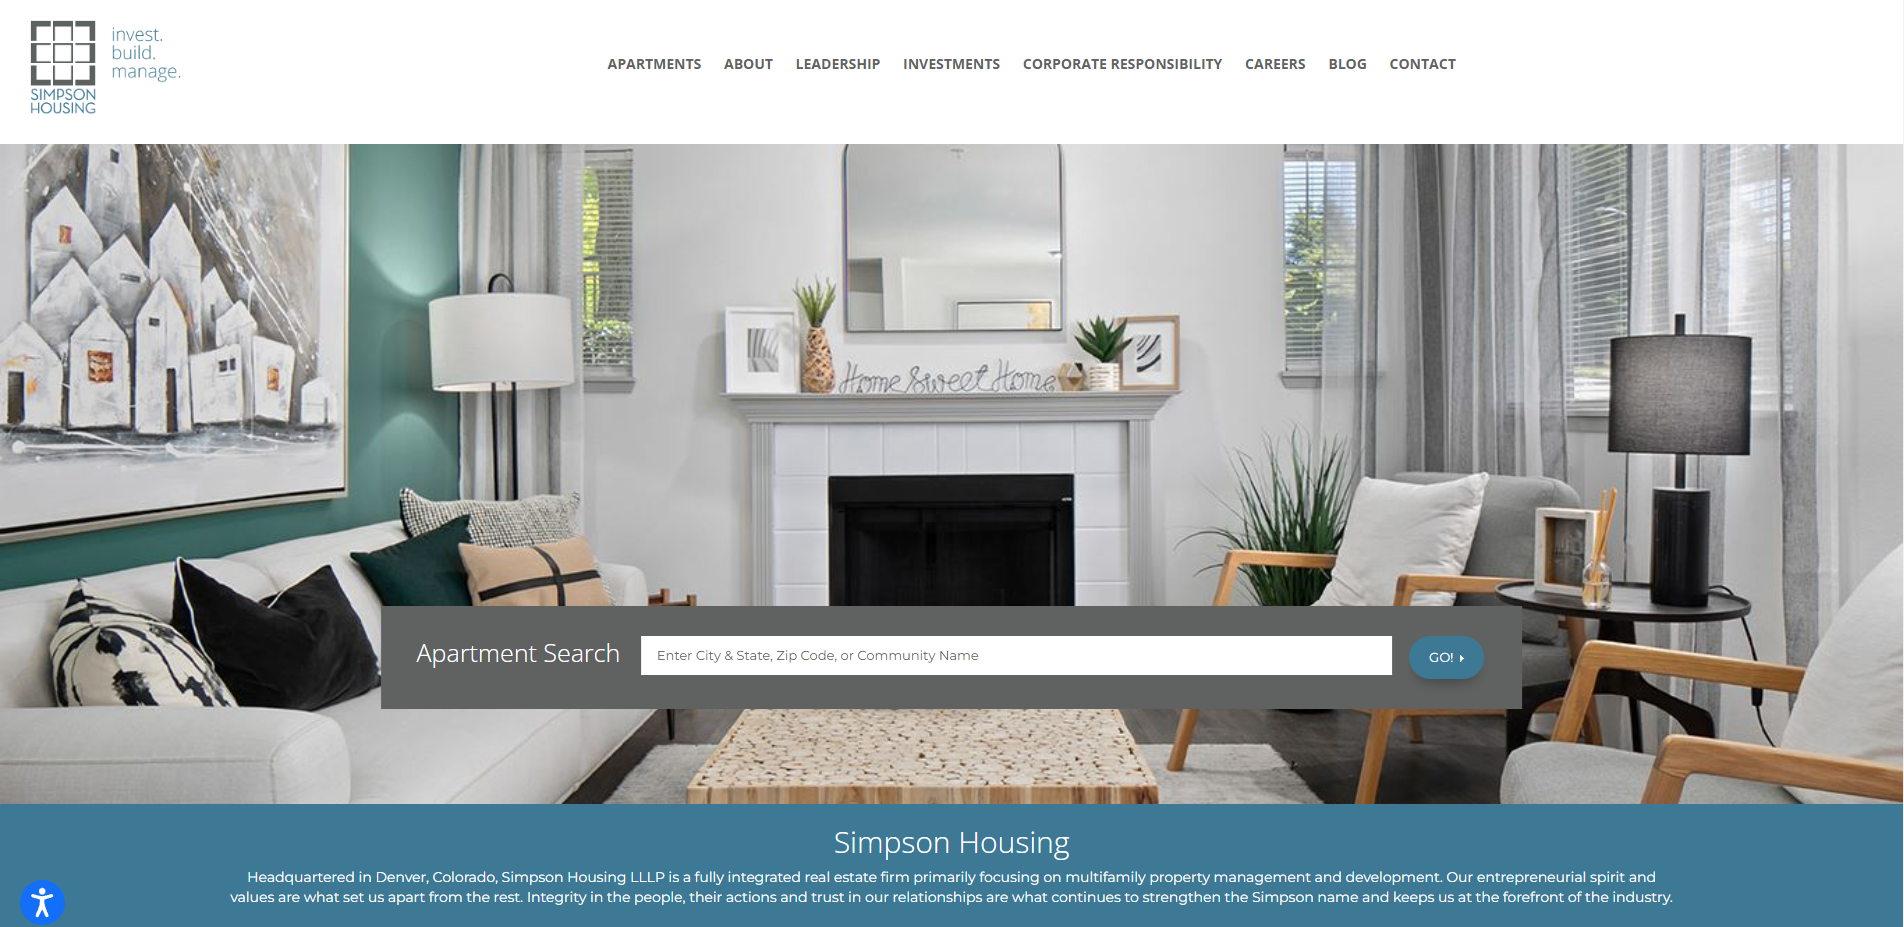 invest.
build.
manage.
SIMPSON
HOUSING
APARTMENTS ABOUT LEADERSHIP INVESTMENTS CORPORATE RESPONSIBILITY CAREERS BLOG CONTACT
Home Sweet Home
Apartment Search
Enter City & State, Zip Code, or Community Name
GO!
Simpson Housing
Headquartered in Denver, Colorado, Simpson Housing LLLP is a fully integrated real estate firm primarily focusing on multifamily property management and development. Our entrepreneurial spirit and
values are what set us apart from the rest. Integrity in the people, their actions and trust in our relationships are what continues to strengthen the Simpson name and keeps us at the forefront of the industry.